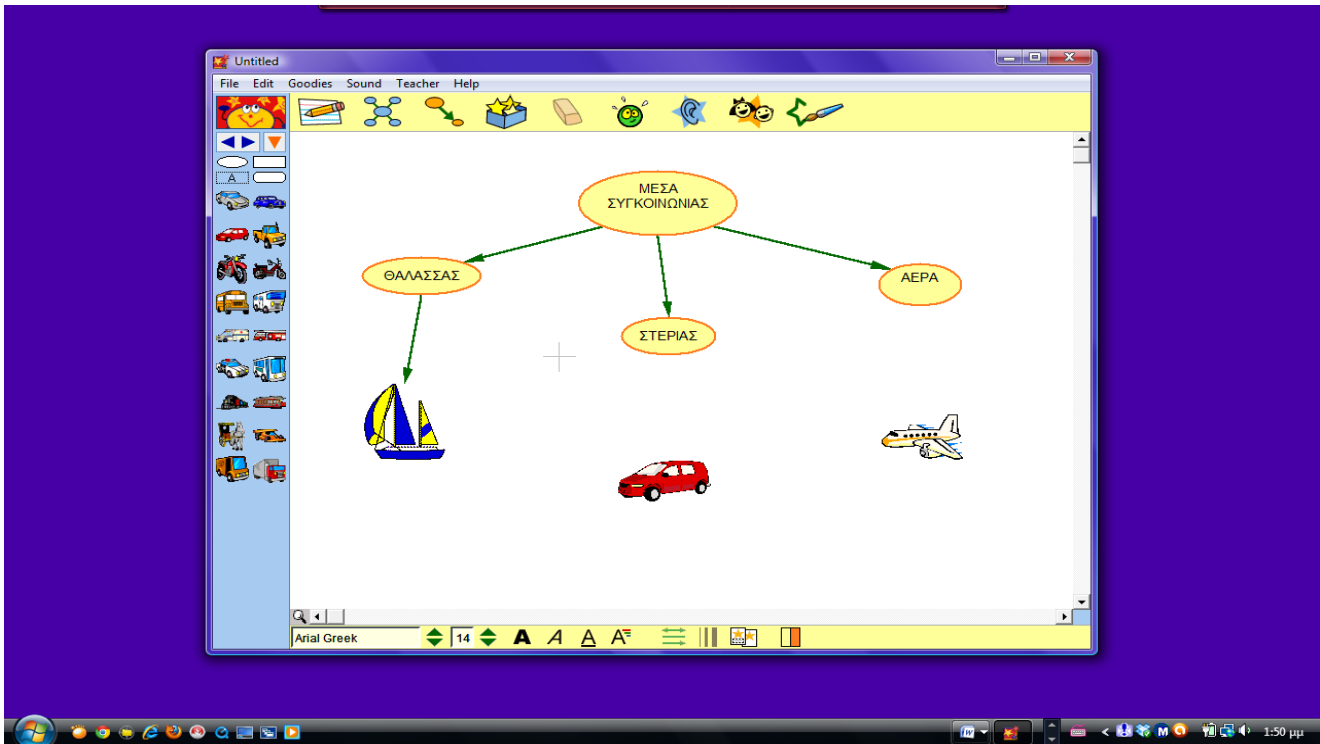 Untitled
File Edit Goodies Sound Teacher Help
A
ΜΕΣΑ
ΣΥΓΚΟΙΝΩΝΙΑΣ
ΘΑΛΑΣΣΑΣ
ΑΕΡΑ
ΣΤΕΡΙΑΣ
Arial Greek 14 A A A A
1:50 μμ